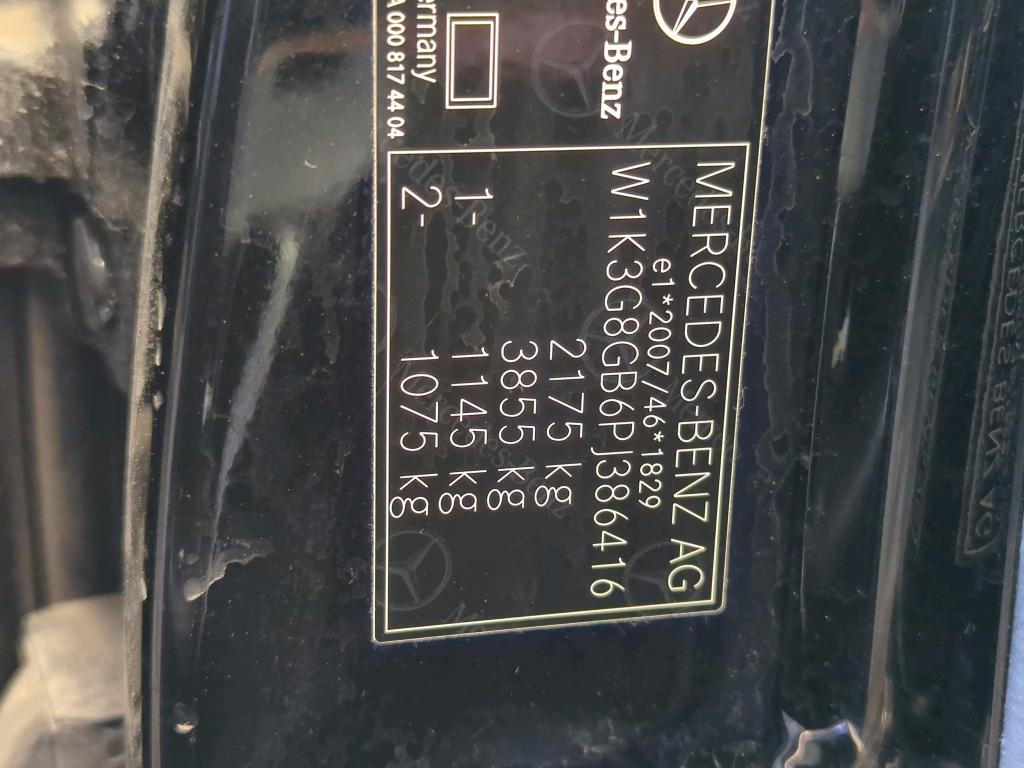 des-Benz
ermany
A 000 817 44 04
MERCEDES-BENZ AG
e1*2007/46*1829
W1K3G8GB6PJ386416
2175 kg
3855 kg
1- 1145 kg
2- 1075 kg